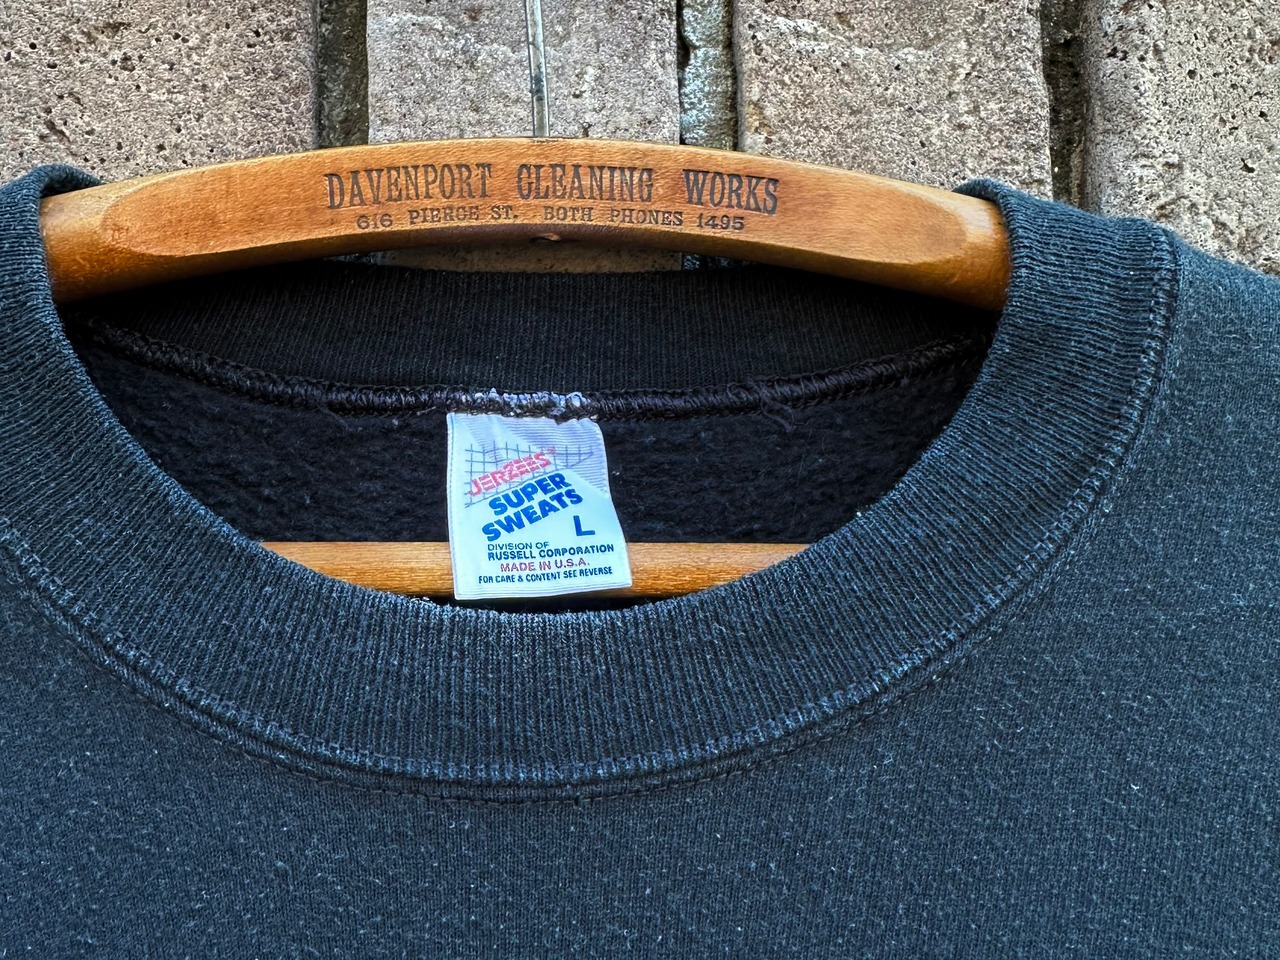 DAVENPORT CLEANING WORKS
616 PIERCE ST. BOTH PHONES 1495
JERZEES
SUPER
SWEATS
L
DIVISION OF
RUSSELL CORPORATION
MADE IN U.S.A.
FOR CARE & CONTENT SEE REVERSE